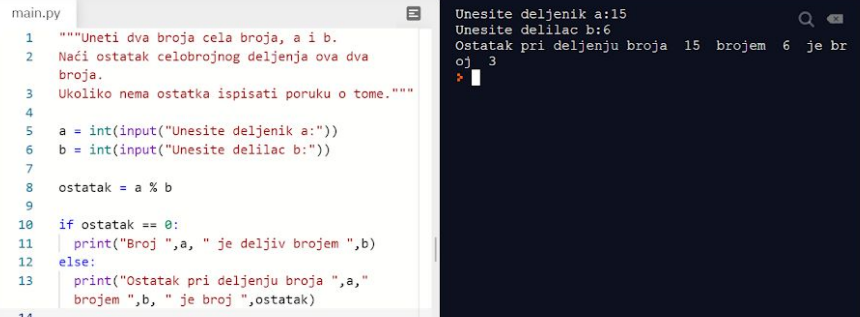 main.py
1 """Uneti dva broja cela broja, a i b.
2 Naći ostatak celobrojnog deljenja ova dva
broja.
3 Ukoliko nema ostatka ispisati poruku o tome."""
4
5 a = int(input("Unesite deljenik a:"))
6 b = int(input("Unesite delilac b:"))
7
8 ostatak = a % b
9
10 if ostatak == 0:
11 print("Broj ",a, " je deljiv brojem ",b)
12 else:
13 print("Ostatak pri deljenju broja ",a,"
brojem ",b, " je broj ",ostatak)
14
Unesite deljenik a:15
Unesite delilac b:6
Ostatak pri deljenju broja  15  brojem  6  je br
oj  3
>